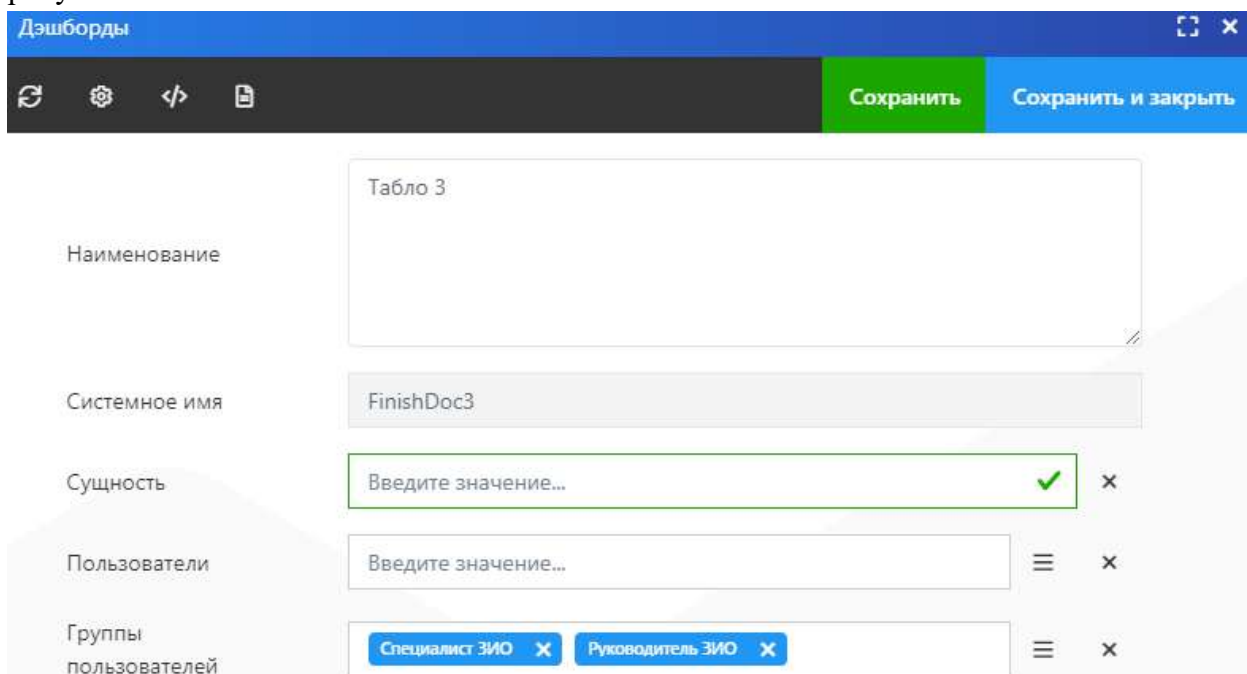 Дэшборды
Сохранить Сохранить и закрыть
Табло 3
Наименование
Системное имя FinishDoc3
Сущность Введите значение...
Пользователи Введите значение...
Группы
пользователей
Специалист ЗИО Руководитель ЗИО